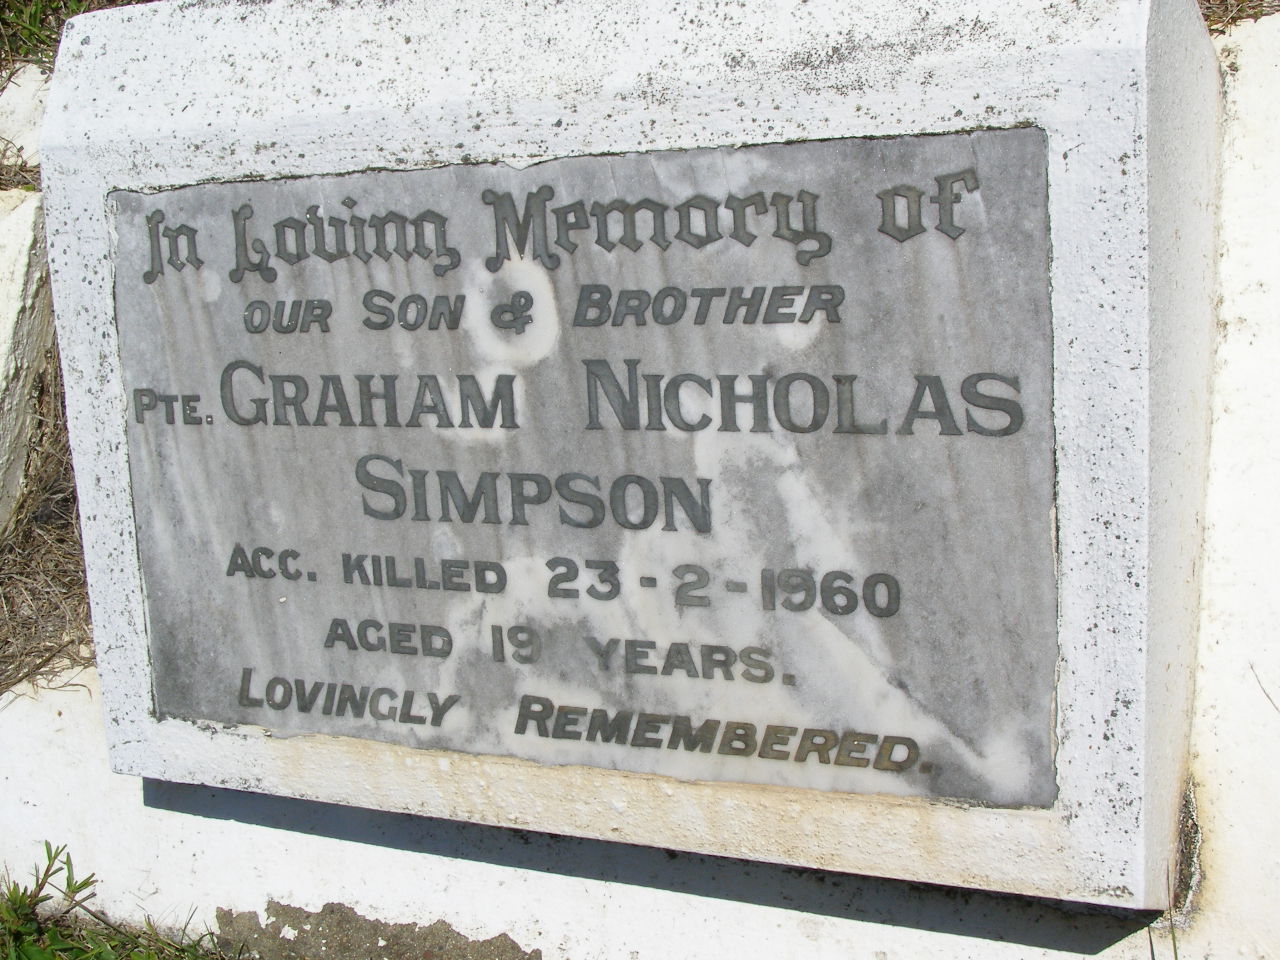 In Loving Memory of
OUR SON & BROTHER
PTE. GRAHAM NICHOLAS
SIMPSON
ACC. KILLED 23-2-1960
AGED 19 YEARS.
LOVINGLY REMEMBERED.